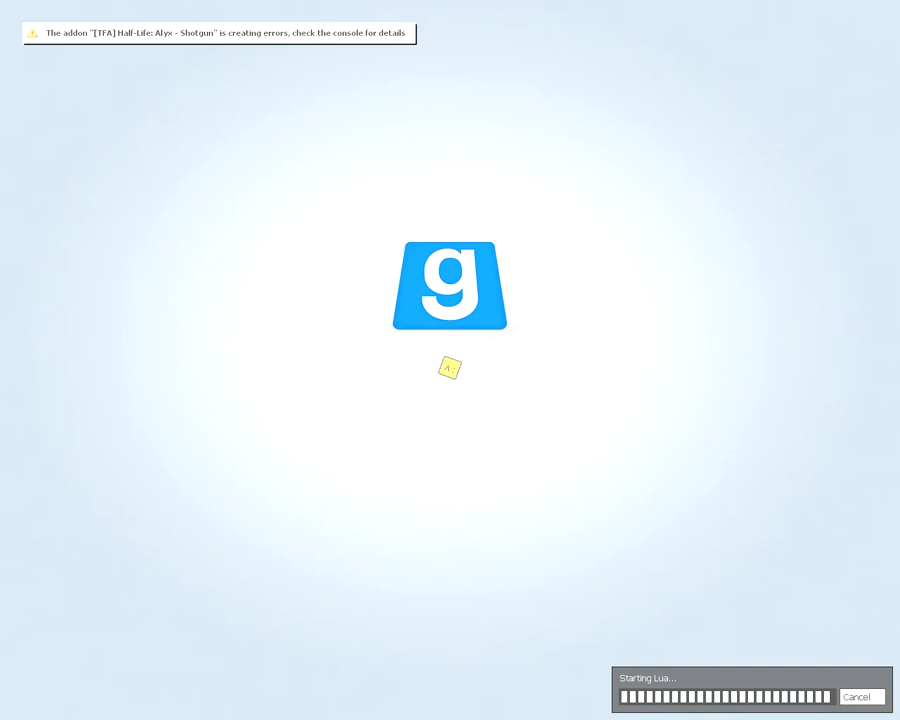 The addon "[TFA] Half-Life: Alyx - Shotgun" is creating errors, check the console for details
g
^ :
Starting Lua...
Cancel